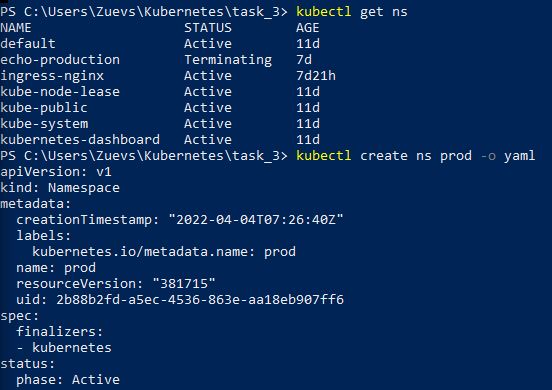 PS C:\Users\Zuevs\Kubernetes\task_3> kubectl get ns
NAME                   STATUS        AGE
default                Active        11d
echo-production        Terminating   7d
ingress-nginx          Active        7d21h
kube-node-lease        Active        11d
kube-public            Active        11d
kube-system            Active        11d
kubernetes-dashboard   Active        11d
PS C:\Users\Zuevs\Kubernetes\task_3> kubectl create ns prod -o yaml
apiVersion: v1
kind: Namespace
metadata:
  creationTimestamp: "2022-04-04T07:26:40Z"
  labels:
    kubernetes.io/metadata.name: prod
  name: prod
  resourceVersion: "381715"
  uid: 2b88b2fd-a5ec-4536-863e-aa18eb907ff6
spec:
  finalizers:
  - kubernetes
status:
  phase: Active